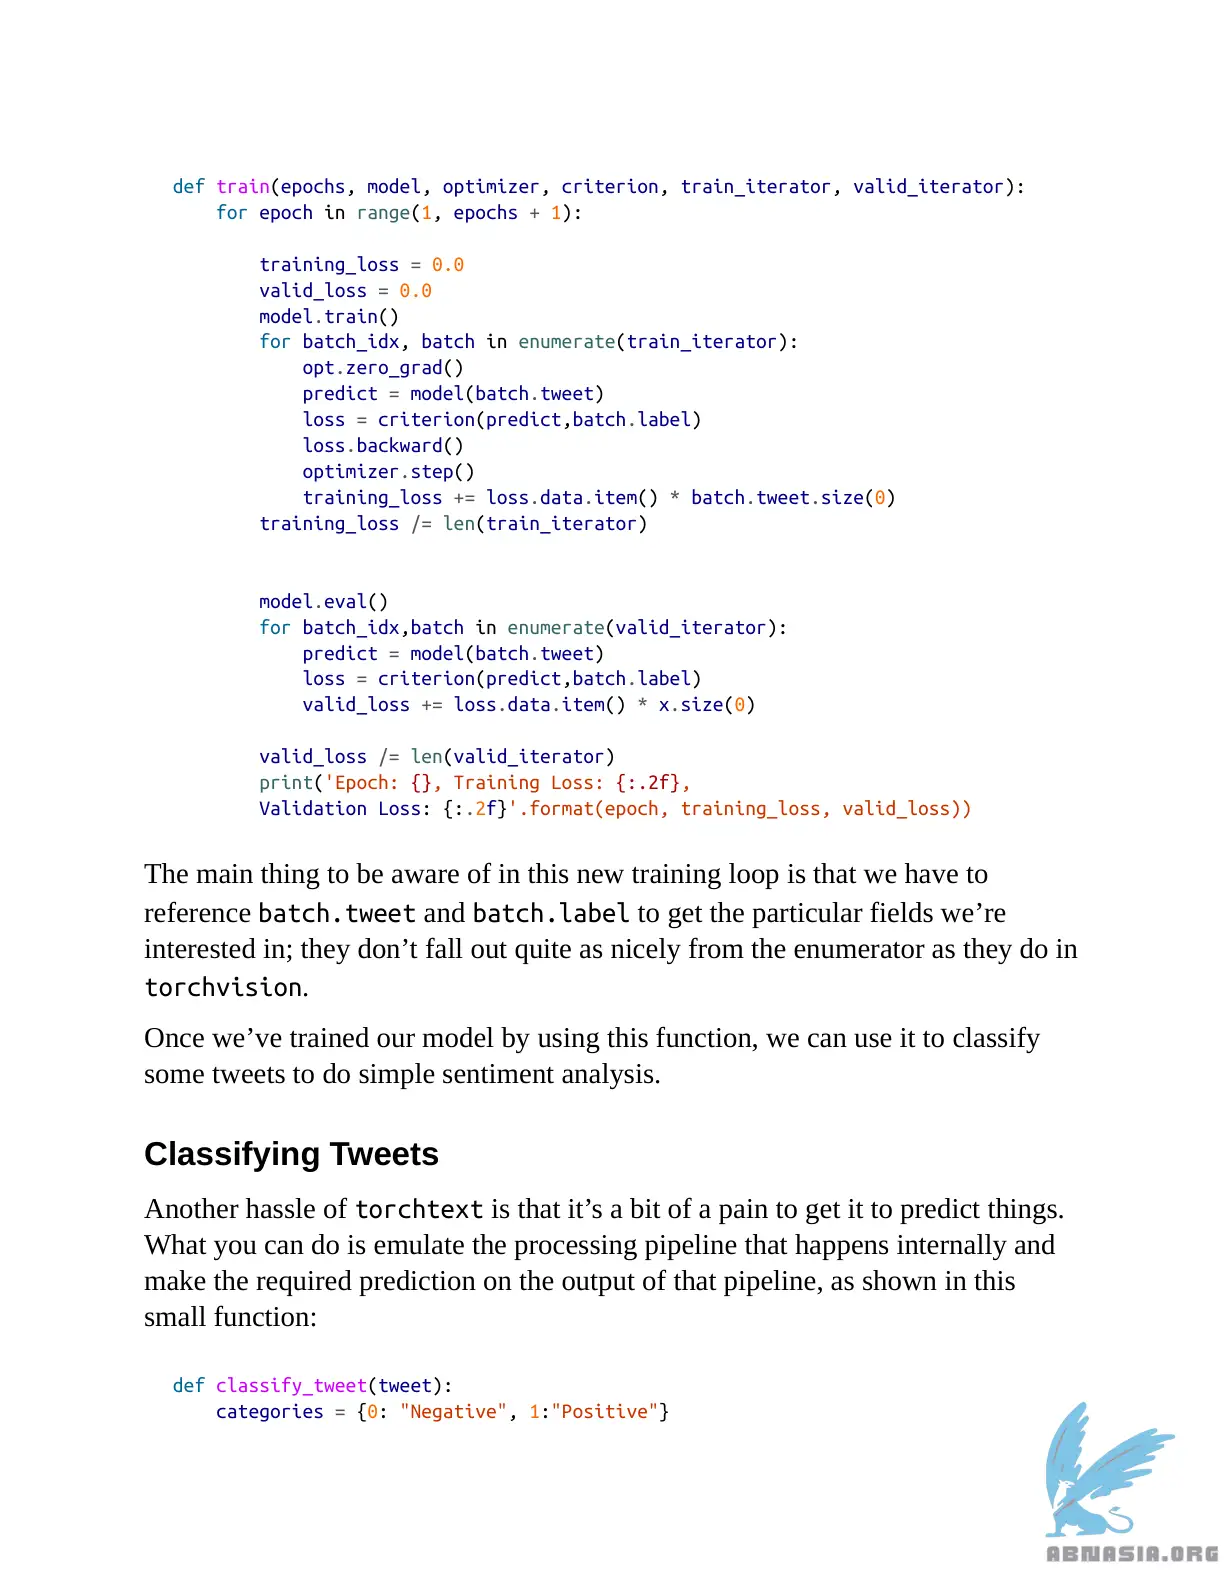 def train(epochs, model, optimizer, criterion, train_iterator, valid_iterator):
    for epoch in range(1, epochs + 1):

        training_loss = 0.0
        valid_loss = 0.0
        model.train()
        for batch_idx, batch in enumerate(train_iterator):
            opt.zero_grad()
            predict = model(batch.tweet)
            loss = criterion(predict,batch.label)
            loss.backward()
            optimizer.step()
            training_loss += loss.data.item() * batch.tweet.size(0)
        training_loss /= len(train_iterator)


        model.eval()
        for batch_idx,batch in enumerate(valid_iterator):
            predict = model(batch.tweet)
            loss = criterion(predict,batch.label)
            valid_loss += loss.data.item() * x.size(0)

        valid_loss /= len(valid_iterator)
        print('Epoch: {}, Training Loss: {:.2f},
        Validation Loss: {:.2f}'.format(epoch, training_loss, valid_loss))
The main thing to be aware of in this new training loop is that we have to
reference batch.tweet and batch.label to get the particular fields we’re
interested in; they don’t fall out quite as nicely from the enumerator as they do in
torchvision.
Once we’ve trained our model by using this function, we can use it to classify
some tweets to do simple sentiment analysis.
Classifying Tweets
Another hassle of torchtext is that it’s a bit of a pain to get it to predict things.
What you can do is emulate the processing pipeline that happens internally and
make the required prediction on the output of that pipeline, as shown in this
small function:
def classify_tweet(tweet):
    categories = {0: "Negative", 1:"Positive"}
ABNASIA.ORG